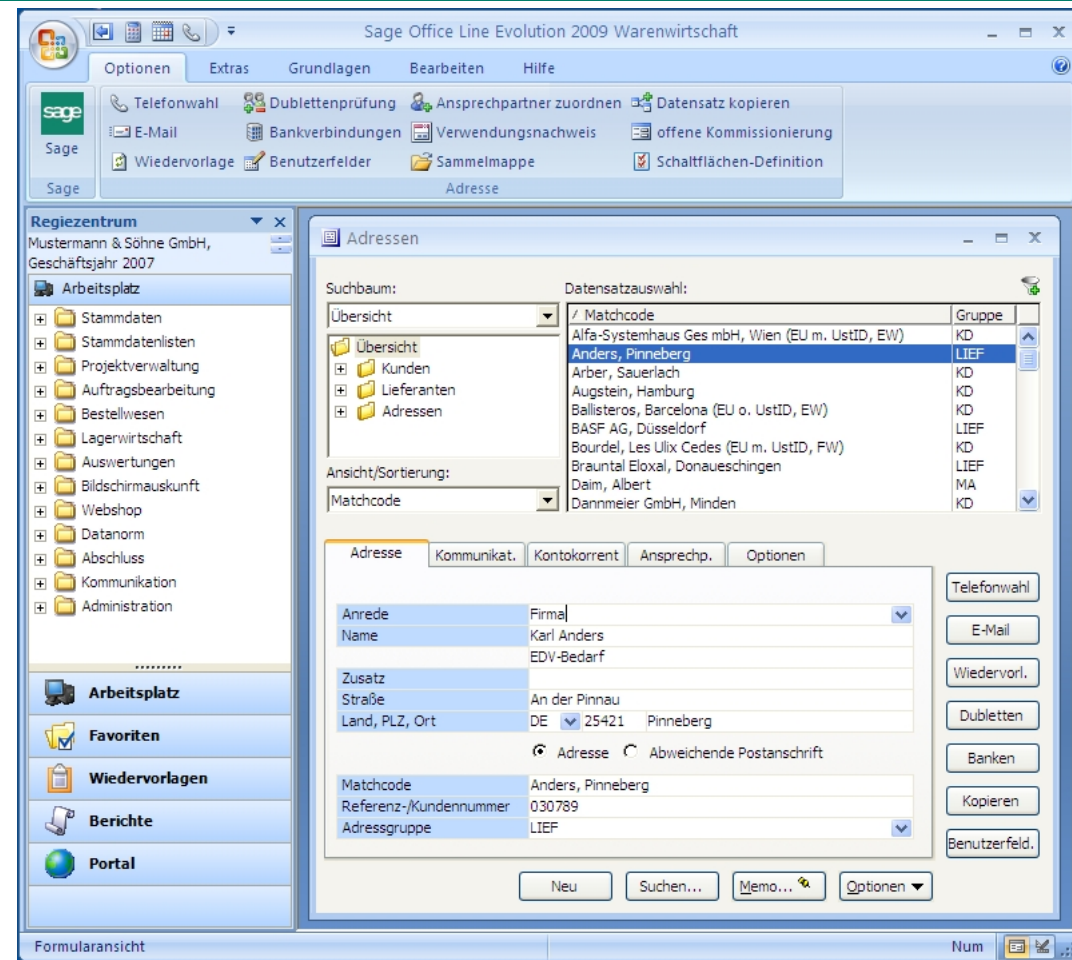 Sage Office Line Evolution 2009 Warenwirtschaft
Optionen Extras Grundlagen Bearbeiten Hilfe
sage
Sage
Sage
Telefonwahl Dublettenprüfung Ansprechpartner zuordnen Datensatz kopieren
E-Mail Bankverbindungen Verwendungsnachweis offene Kommissionierung
Wiedervorlage Benutzerfelder Sammelmappe Schaltflächen-Definition
Adresse
Regiezentrum
Mustermann & Söhne GmbH,
Geschäftsjahr 2007
Arbeitsplatz
Stammdaten
Stammdatenlisten
Projektverwaltung
Auftragsbearbeitung
Bestellwesen
Lagerwirtschaft
Auswertungen
Bildschirmauskunft
Webshop
Datanorm
Abschluss
Kommunikation
Administration
Arbeitsplatz
Favoriten
Wiedervorlagen
Berichte
Portal
Adressen
Suchbaum:
Übersicht
Übersicht
Kunden
Lieferanten
Adressen
Ansicht/Sortierung:
Matchcode
Datensatzauswahl:
/ Matchcode Gruppe
Alfa-Systemhaus Ges mbH, Wien (EU m. UstID, EW) KD
Anders, Pinneberg LIEF
Arber, Sauerlach KD
Augstein, Hamburg KD
Ballisteros, Barcelona (EU o. UstID, EW) KD
BASF AG, Düsseldorf LIEF
Bourdel, Les Ulix Cedes (EU m. UstID, FW) KD
Brauntal Eloxal, Donaueschingen LIEF
Daim, Albert MA
Dannmeier GmbH, Minden KD
Adresse Kommunikat. Kontokorrent Ansprechp. Optionen
Anrede Firma
Name Karl Anders
EDV-Bedarf
Zusatz
Straße An der Pinnau
Land, PLZ, Ort DE 25421 Pinneberg
Adresse Abweichende Postanschrift
Matchcode Anders, Pinneberg
Referenz-/Kundennummer 030789
Adressgruppe LIEF
Telefonwahl
E-Mail
Wiedervorl.
Dubletten
Banken
Kopieren
Benutzerfeld.
Neu Suchen... Memo... Optionen
Formularansicht Num